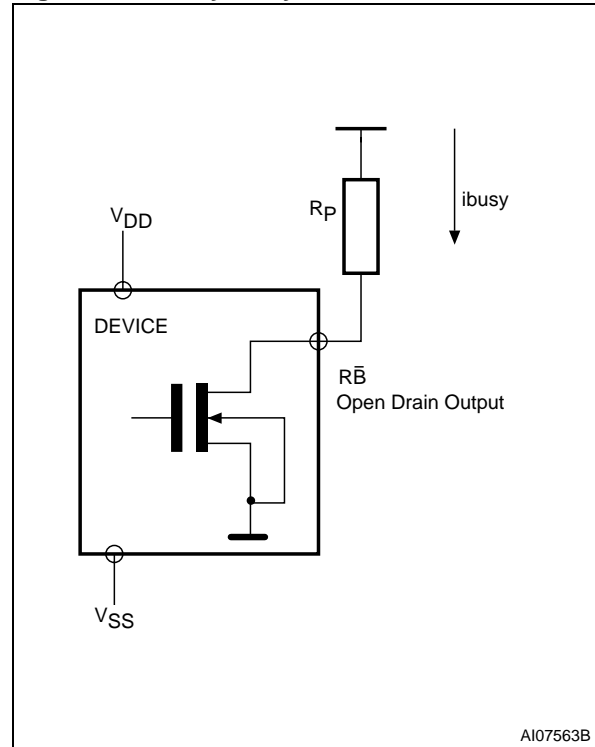 RP
ibusy
VDD
DEVICE
RB̅
Open Drain Output
VSS
AI07563B